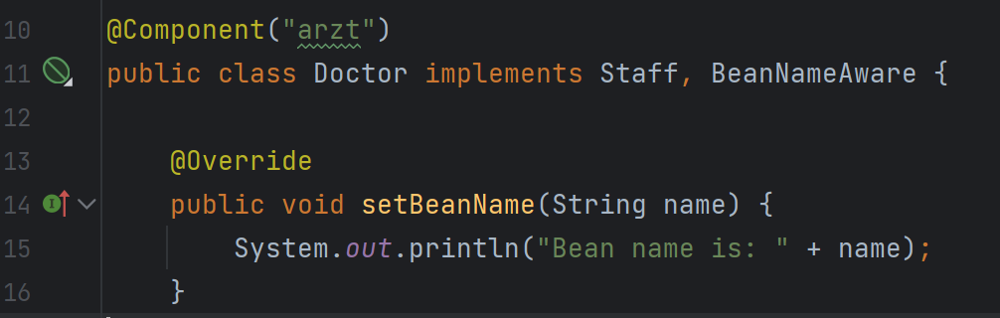 10 @Component("arzt")
11 public class Doctor implements Staff, BeanNameAware {
12
13 @Override
14 public void setBeanName(String name) {
15 System.out.println("Bean name is: " + name);
16 }